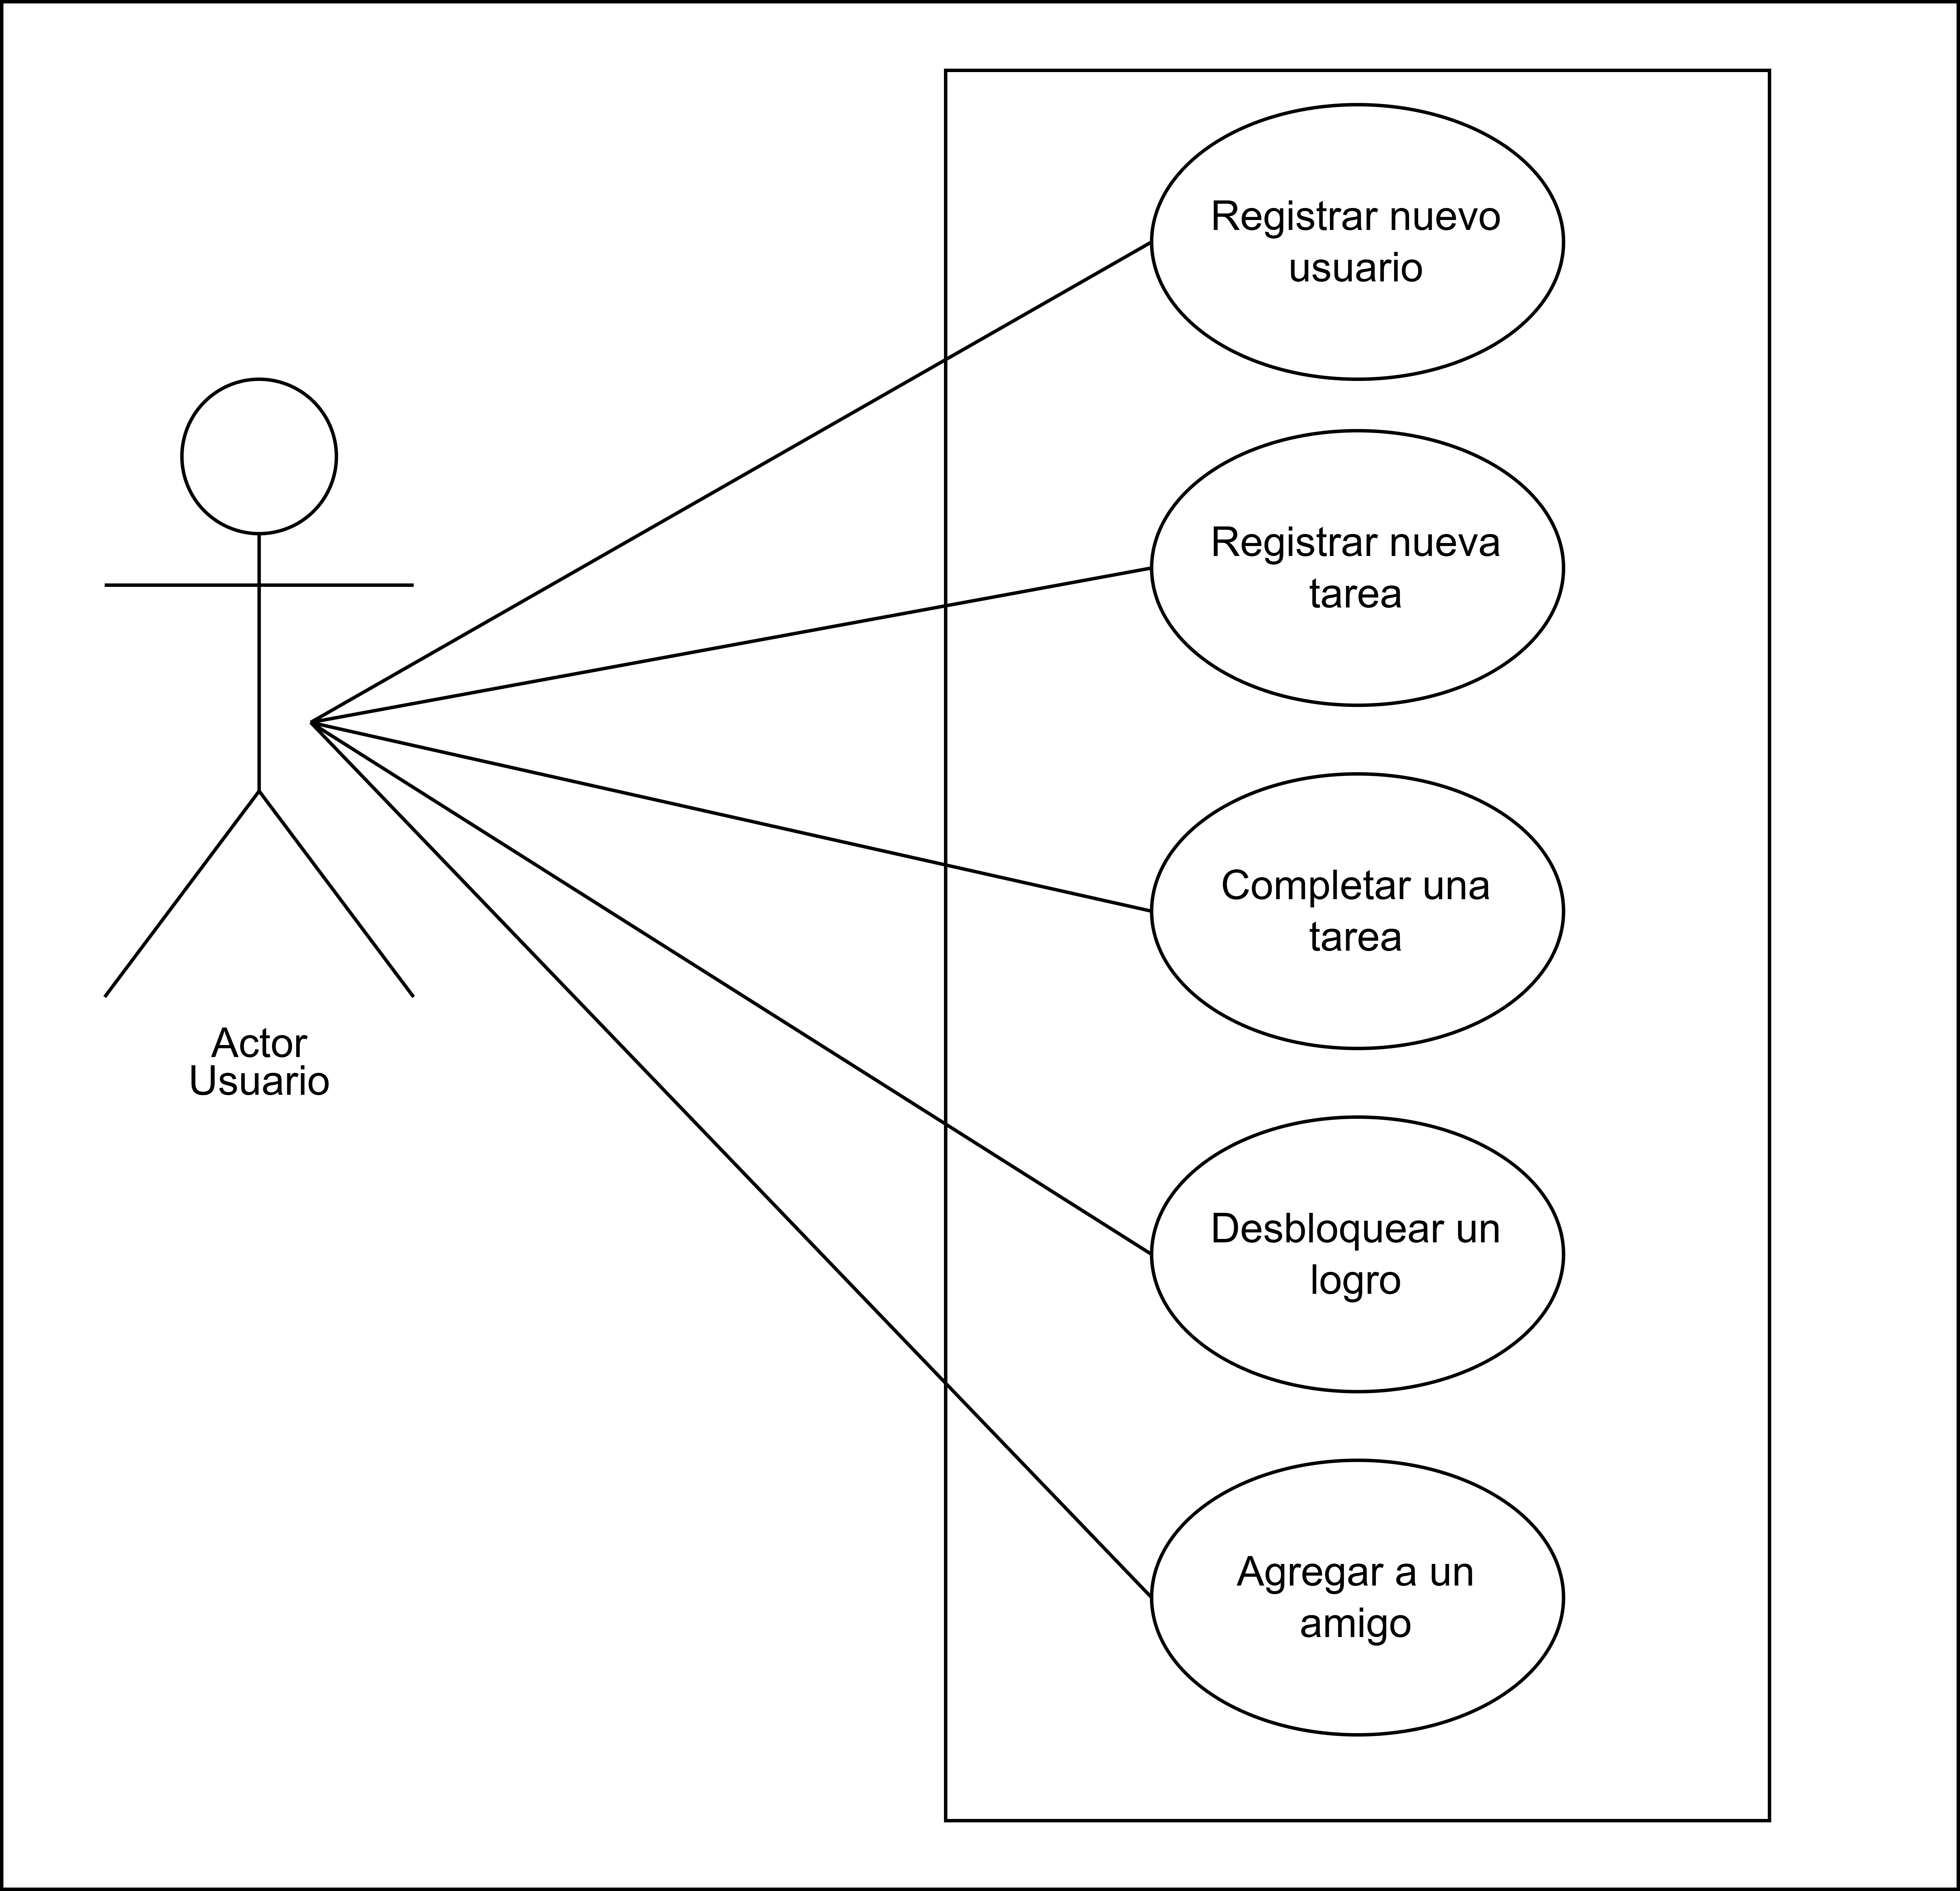 Registrar nuevo
usuario
Registrar nueva
tarea
Completar una
tarea
Actor
Usuario
Desbloquear un
logro
Agregar a un
amigo